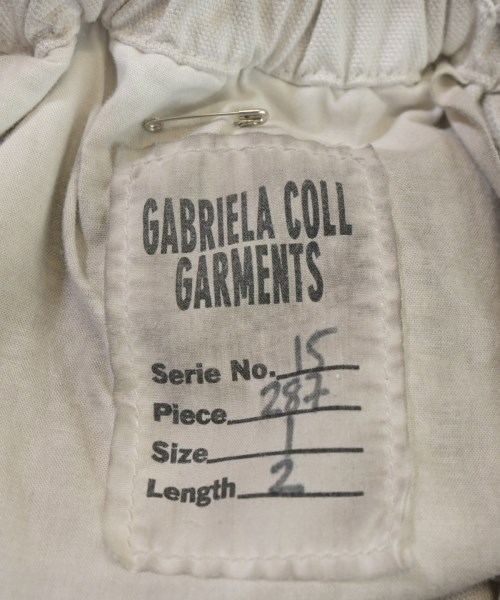 GABRIELA COLL
GARMENTS
Serie No. 15
Piece 287
Size 1
Length 2